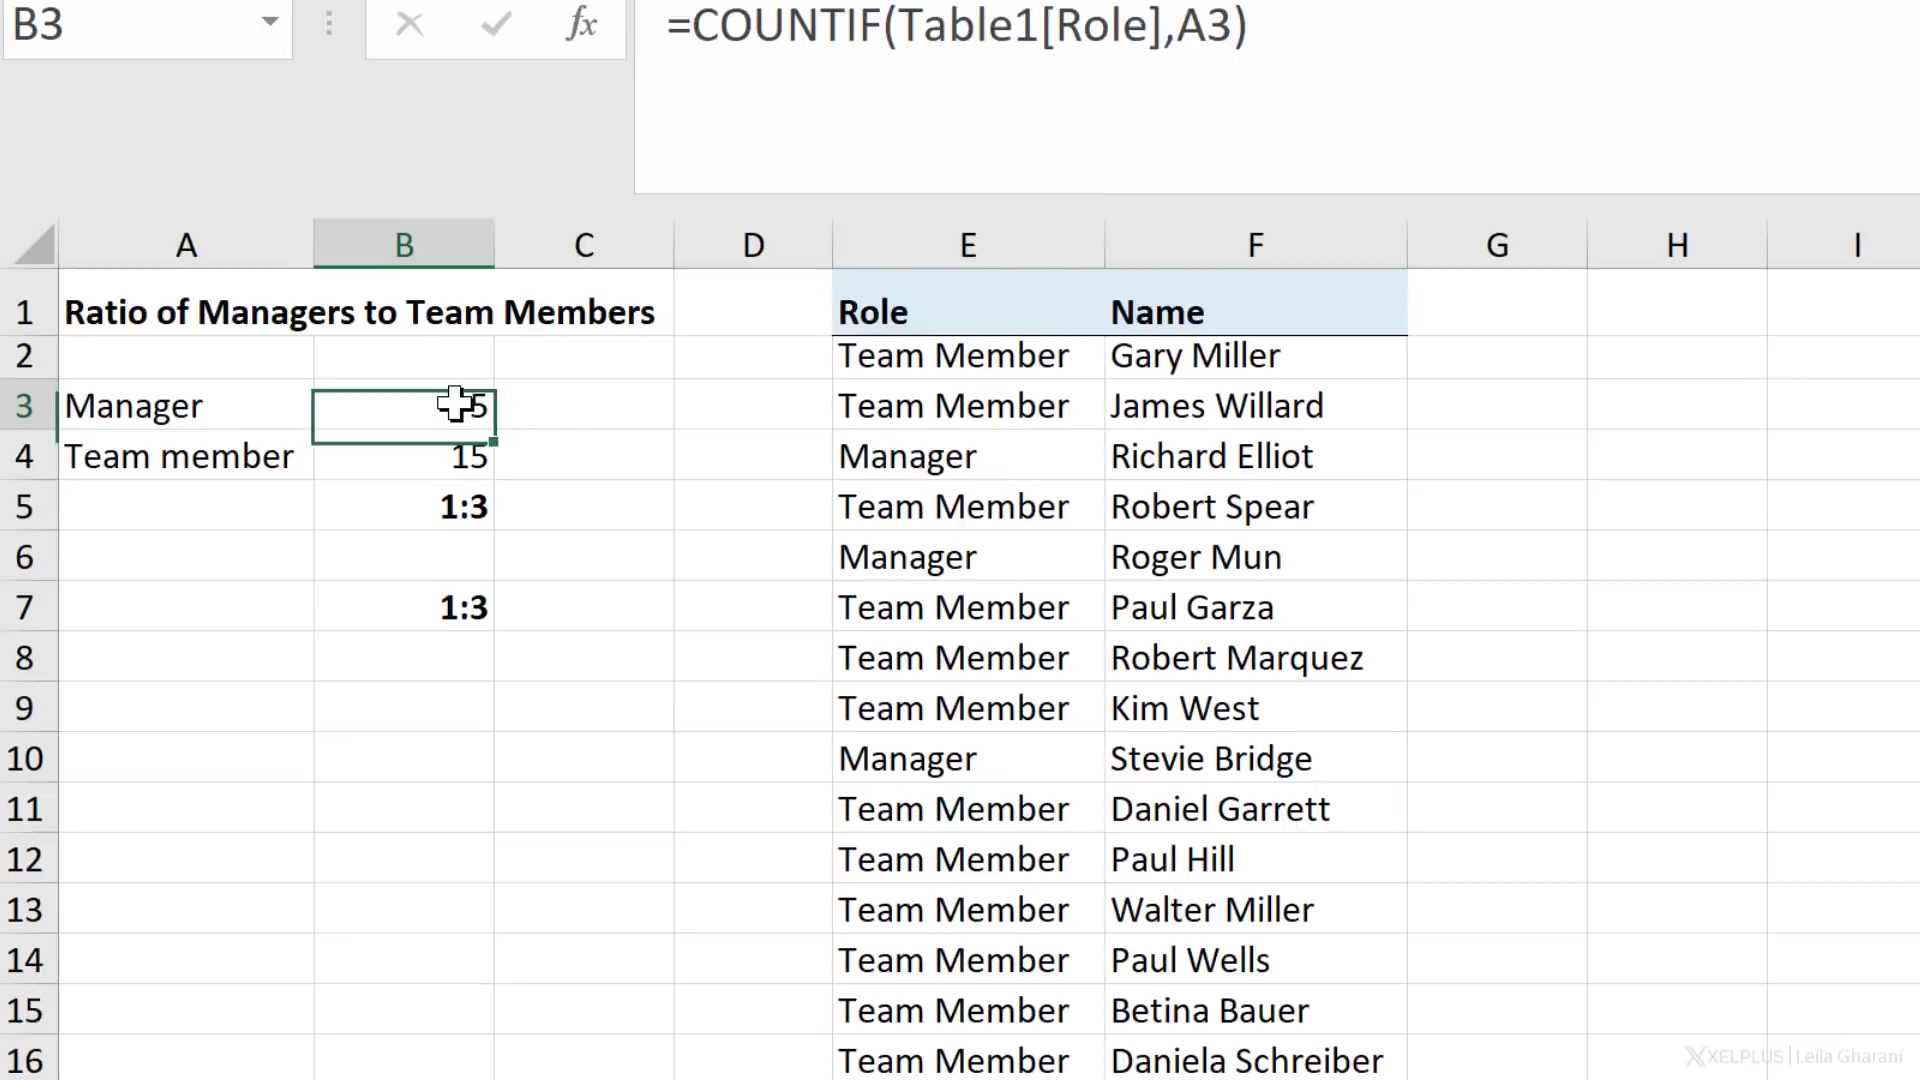 B3 fx =COUNTIF(Table1[Role],A3)
A B C D E F G H I
1 Ratio of Managers to Team Members Role Name
2 Team Member Gary Miller
3 Manager 5 Team Member James Willard
4 Team member 15 Manager Richard Elliot
5 1:3 Team Member Robert Spear
6 Manager Roger Mun
7 1:3 Team Member Paul Garza
8 Team Member Robert Marquez
9 Team Member Kim West
10 Manager Stevie Bridge
11 Team Member Daniel Garrett
12 Team Member Paul Hill
13 Team Member Walter Miller
14 Team Member Paul Wells
15 Team Member Betina Bauer
16 Team Member Daniela Schreiber
XELPLUS | Leila Gharani